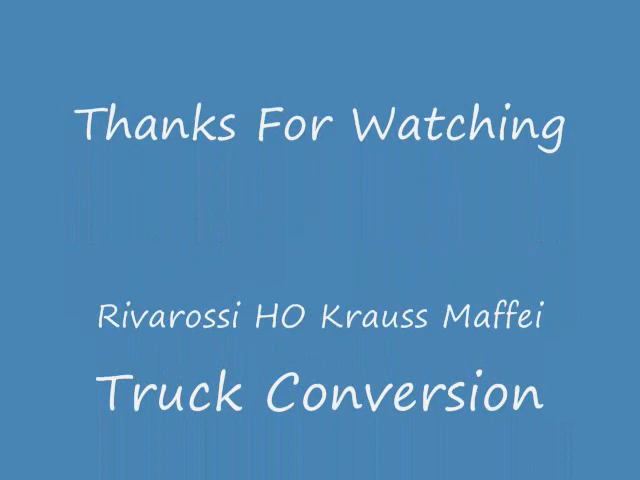 Thanks For Watching
Rivarossi HO Krauss Maffei
Truck Conversion